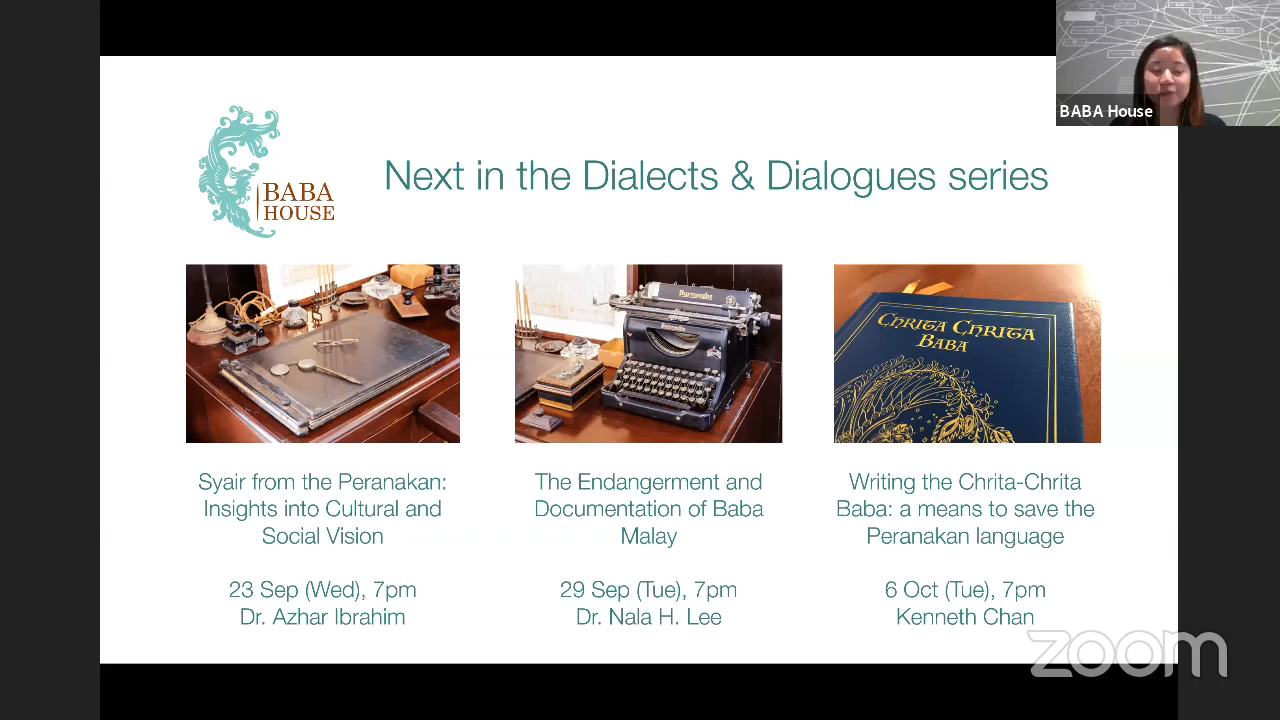 BABA House
BABA
HOUSE
Next in the Dialects & Dialogues series
Burroughs
CHRITA CHRITA
BABA
Syair from the Peranakan:
Insights into Cultural and
Social Vision
23 Sep (Wed), 7pm
Dr. Azhar Ibrahim
The Endangerment and
Documentation of Baba
Malay
29 Sep (Tue), 7pm
Dr. Nala H. Lee
Writing the Chrita-Chrita
Baba: a means to save the
Peranakan language
6 Oct (Tue), 7pm
Kenneth Chan
zoom